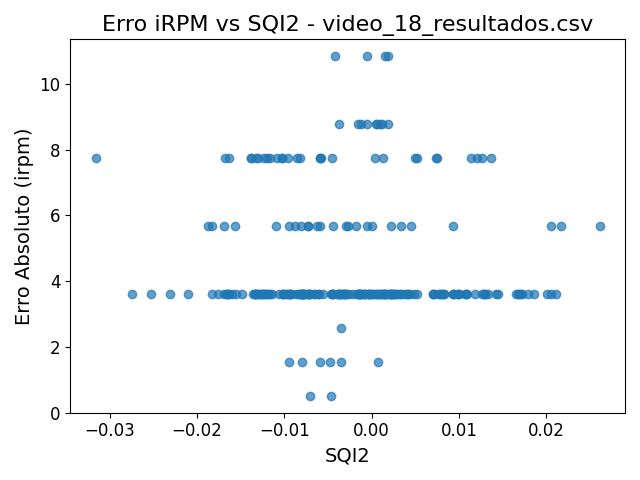 Erro iRPM vs SQI2 - video_18_resultados.csv
Erro Absoluto (irpm)
10
8
6
4
2
0
−0.03 −0.02 −0.01 0.00 0.01 0.02
SQI2